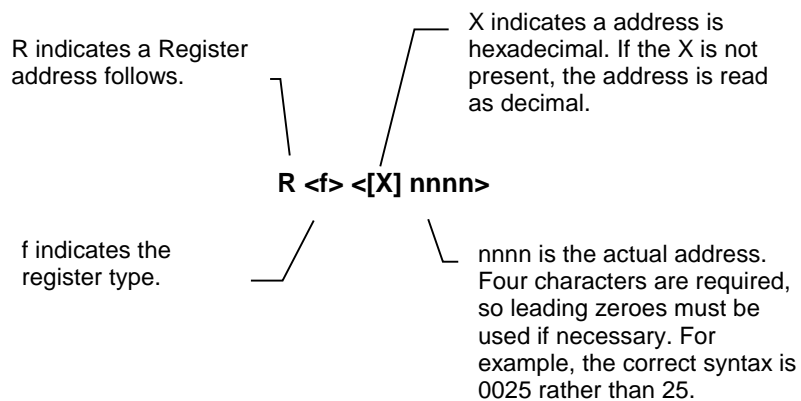 R indicates a Register
address follows.
X indicates a address is
hexadecimal. If the X is not
present, the address is read
as decimal.
R <f> <[X] nnnn>
f indicates the
register type.
nnnn is the actual address.
Four characters are required,
so leading zeroes must be
used if necessary. For
example, the correct syntax is
0025 rather than 25.